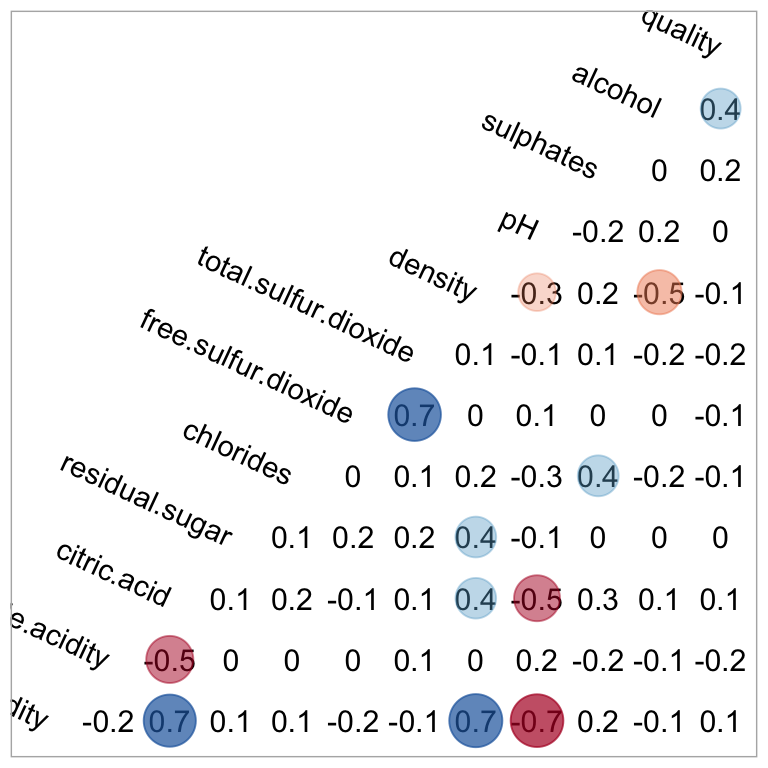 quality
alcohol 0.4
sulphates 0 0.2
pH -0.2 0.2 0
density -0.3 0.2 -0.5 -0.1
total.sulfur.dioxide 0.1 -0.1 0.1 -0.2 -0.2
free.sulfur.dioxide 0.7 0 0.1 0 0 -0.1
chlorides 0 0.1 0.2 -0.3 0.4 -0.2 -0.1
residual.sugar 0.1 0.2 0.2 0.4 -0.1 0 0 0
citric.acid 0.1 0.2 -0.1 0.1 0.4 -0.5 0.3 0.1 0.1
e.acidity -0.5 0 0 0 0.1 0 0.2 -0.2 -0.1 -0.2
dity -0.2 0.7 0.1 0.1 -0.2 -0.1 0.7 -0.7 0.2 -0.1 0.1